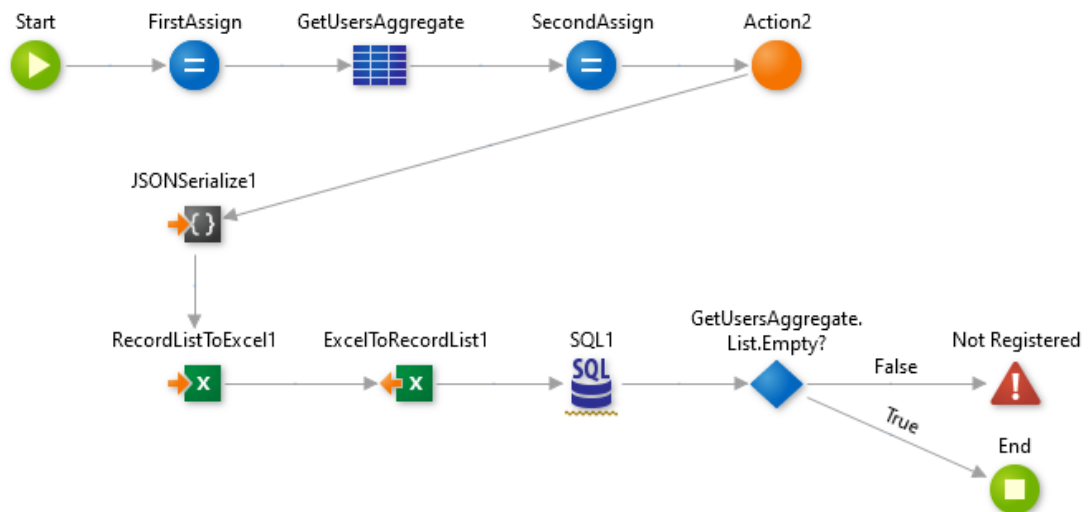 Start
FirstAssign
GetUsersAggregate
SecondAssign
Action2
JSONSerialize1
{}
RecordListToExcel1
ExcelToRecordList1
SQL1
GetUsersAggregate.
List.Empty?
Not Registered
x
x
SQL
False
True
End